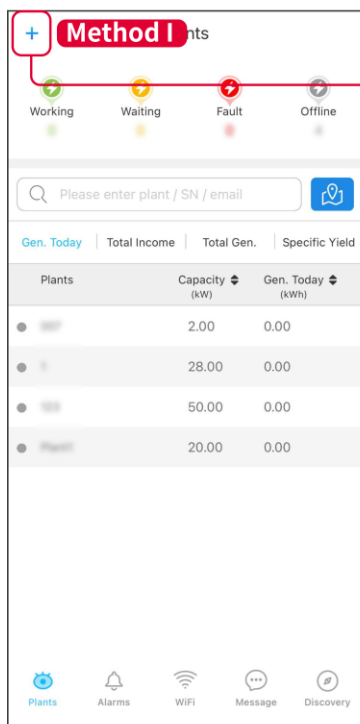 + Method I nts
Working Waiting Fault Offline
Please enter plant / SN / email
Gen. Today Total Income Total Gen. Specific Yield
Plants Capacity Gen. Today
(kW) (kWh)
2.00 0.00
28.00 0.00
50.00 0.00
20.00 0.00
Plants Alarms WiFi Message Discovery